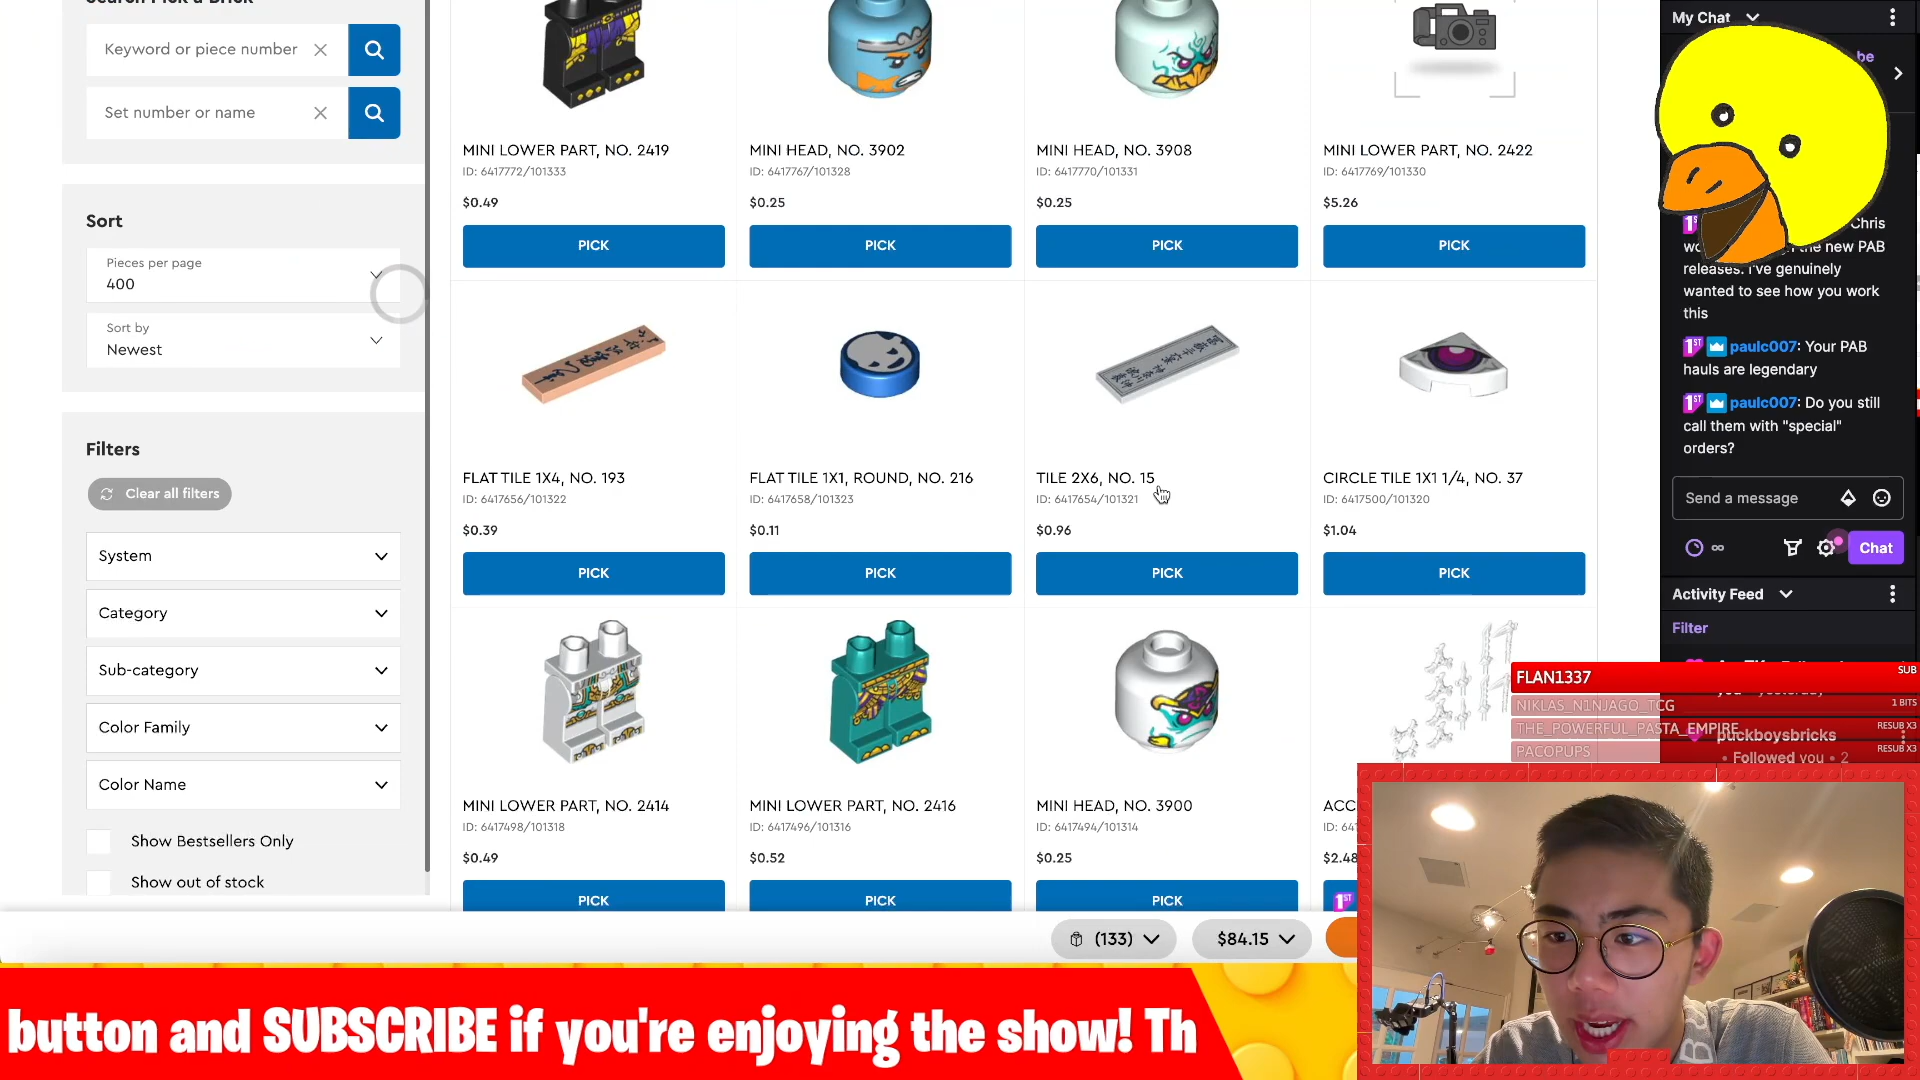 Search Pick a Brick
Keyword or piece number
Set number or name
Sort
Pieces per page
400
Sort by
Newest
Filters
Clear all filters
System
Category
Sub-category
Color Family
Color Name
Show Bestsellers Only
Show out of stock
MINI LOWER PART, NO. 2419
ID: 6417772/101333
$0.49
PICK
MINI HEAD, NO. 3902
ID: 6417767/101328
$0.25
PICK
MINI HEAD, NO. 3908
ID: 6417770/101331
$0.25
PICK
MINI LOWER PART, NO. 2422
ID: 6417769/101330
$5.26
PICK
FLAT TILE 1X4, NO. 193
ID: 6417656/101322
$0.39
PICK
FLAT TILE 1X1, ROUND, NO. 216
ID: 6417658/101323
$0.11
PICK
TILE 2X6, NO. 15
ID: 6417654/101321
$0.96
PICK
CIRCLE TILE 1X1 1/4, NO. 37
ID: 6417500/101320
$1.04
PICK
MINI LOWER PART, NO. 2414
ID: 6417498/101318
$0.49
PICK
MINI LOWER PART, NO. 2416
ID: 6417496/101316
$0.52
PICK
MINI HEAD, NO. 3900
ID: 6417494/101314
$0.25
PICK
ACC
ID: 641
$2.48
1ST
(133)
$84.15
My Chat
be
Chris
the new PAB
releases. I've genuinely
wanted to see how you work
this
1ST paulc007: Your PAB
hauls are legendary
1ST paulc007: Do you still
call them with "special"
orders?
Send a message
Chat
Activity Feed
Filter
FLAN1337 SUB
NIKLAS_N1NJAGO_TCG 1 BITS
THE_POWERFUL_PASTA_EMPIRE RESUB X3
PACOPUPS RESUB X3
puckboysbricks
• Followed you • 2
button and SUBSCRIBE if you're enjoying the show! Th